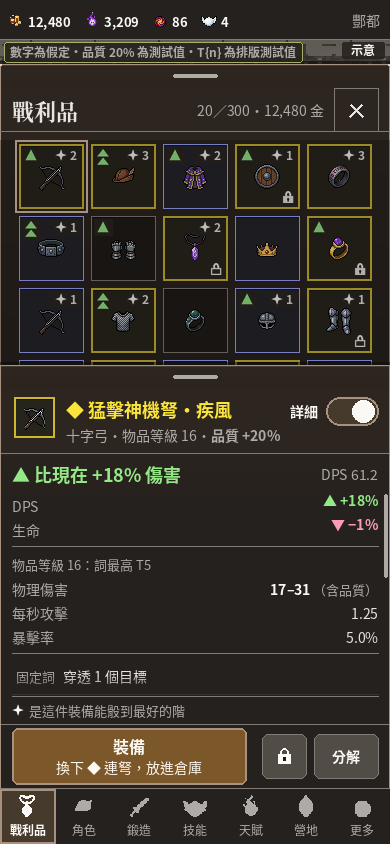 12,480 3,209 86 4 酆都
數字為假定・品質 20% 為測試值・T{n} 為排版測試值 示意
戰利品 20／300・12,480 金 ×
2 3 2 1 3
1 2
1 2 1 1
◆ 猛擊神機弩・疾風 詳細
十字弓・物品等級 16・品質 +20%
▲ 比現在 +18% 傷害 DPS 61.2
DPS ▲ +18%
生命 ▼ −1%
物品等級 16：詞最高 T5
物理傷害 17–31 （含品質）
每秒攻擊 1.25
暴擊率 5.0%
固定詞 穿透 1 個目標
是這件裝備能骰到最好的階
裝備
換下 ◆ 連弩，放進倉庫
分解
戰利品 角色 鍛造 技能 天賦 營地 更多